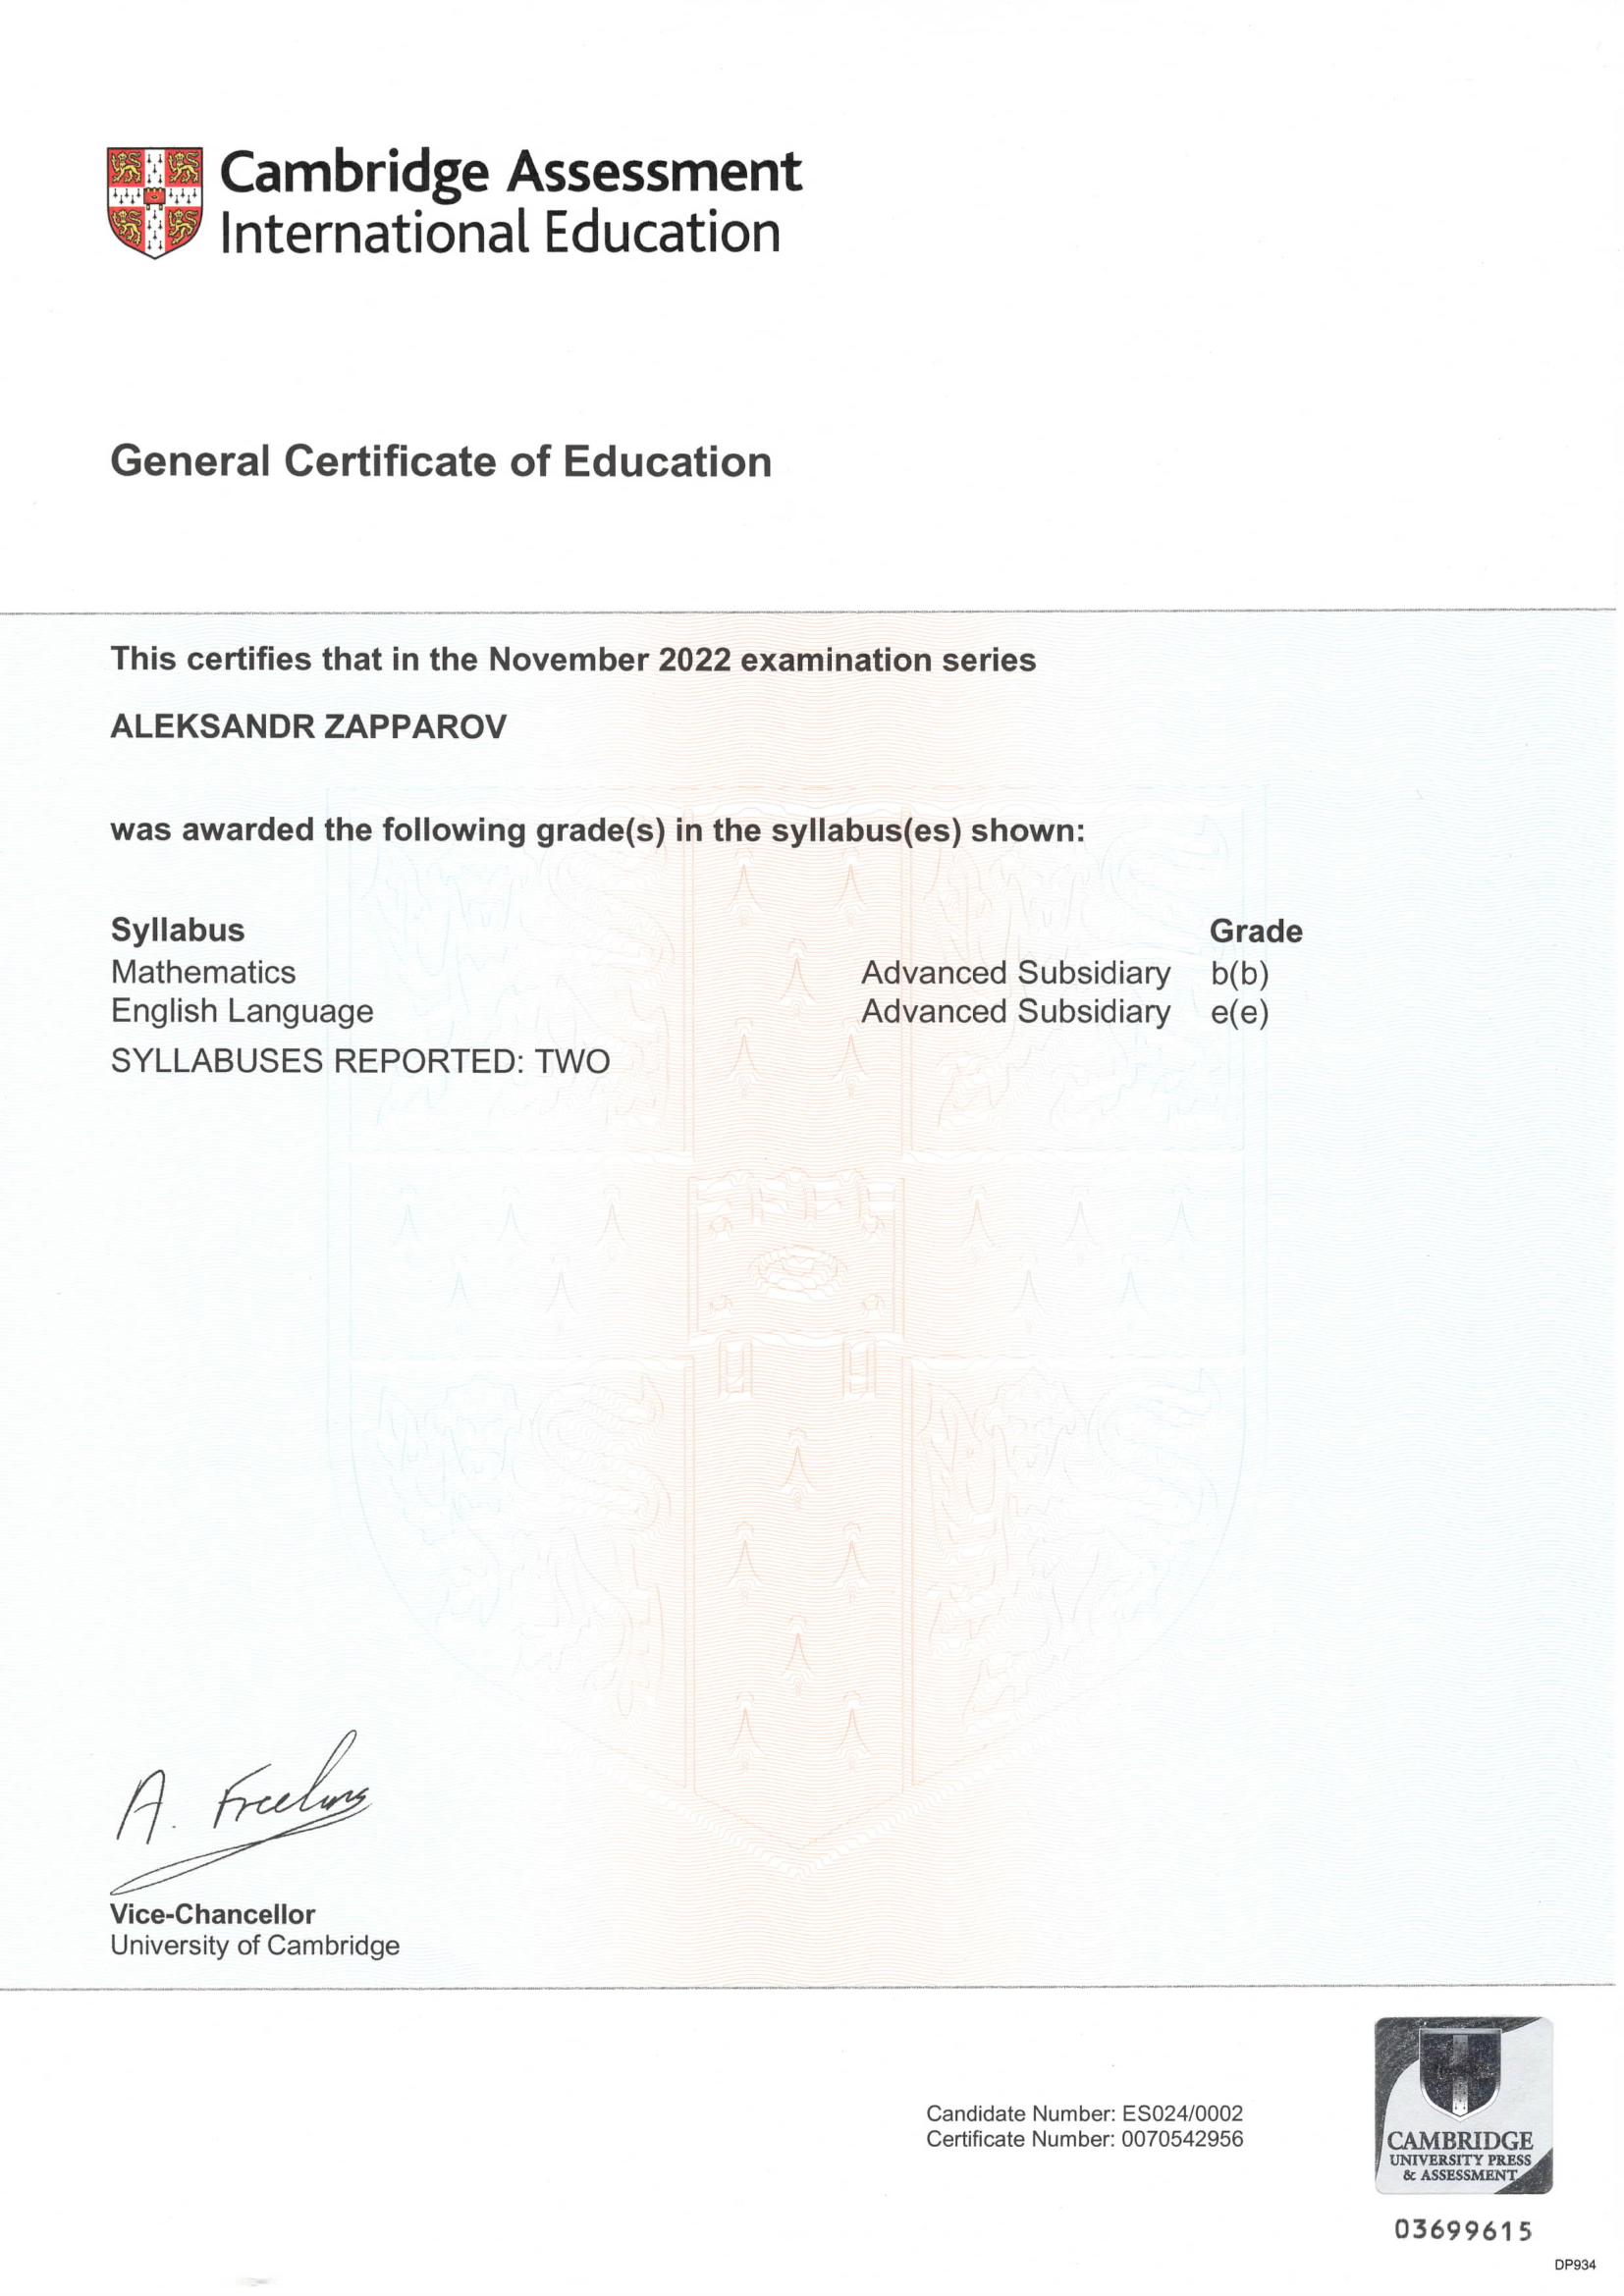 Cambridge Assessment
International Education
General Certificate of Education
This certifies that in the November 2022 examination series
ALEKSANDR ZAPPAROV
was awarded the following grade(s) in the syllabus(es) shown:
Syllabus Grade
Mathematics Advanced Subsidiary b(b)
English Language Advanced Subsidiary e(e)
SYLLABUSES REPORTED: TWO
A. Freeling
Vice-Chancellor
University of Cambridge
Candidate Number: ES024/0002
Certificate Number: 0070542956
CAMBRIDGE
UNIVERSITY PRESS
& ASSESSMENT
03699615
DP934